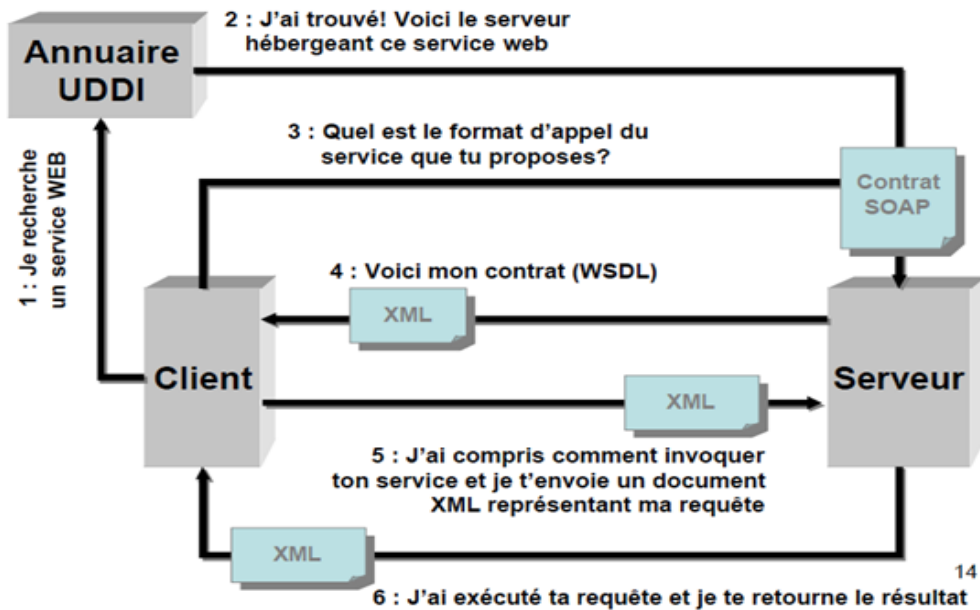 2 : J'ai trouvé! Voici le serveur
hébergeant ce service web
Annuaire
UDDI
3 : Quel est le format d'appel du
service que tu proposes?
1 : Je recherche
un service WEB
Contrat
SOAP
4 : Voici mon contrat (WSDL)
XML
Client
Serveur
XML
5 : J'ai compris comment invoquer
ton service et je t'envoie un document
XML représentant ma requête
XML
14
6 : J'ai exécuté ta requête et je te retourne le résultat